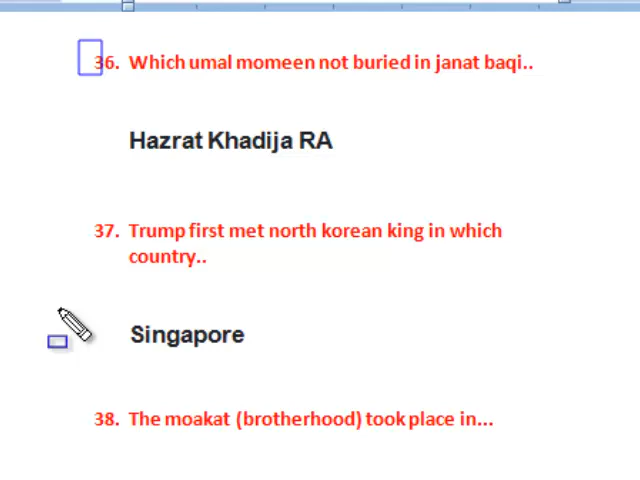 36. Which umal momeen not buried in janat baqi..
Hazrat Khadija RA
37. Trump first met north korean king in which
country..
Singapore
38. The moakat (brotherhood) took place in...